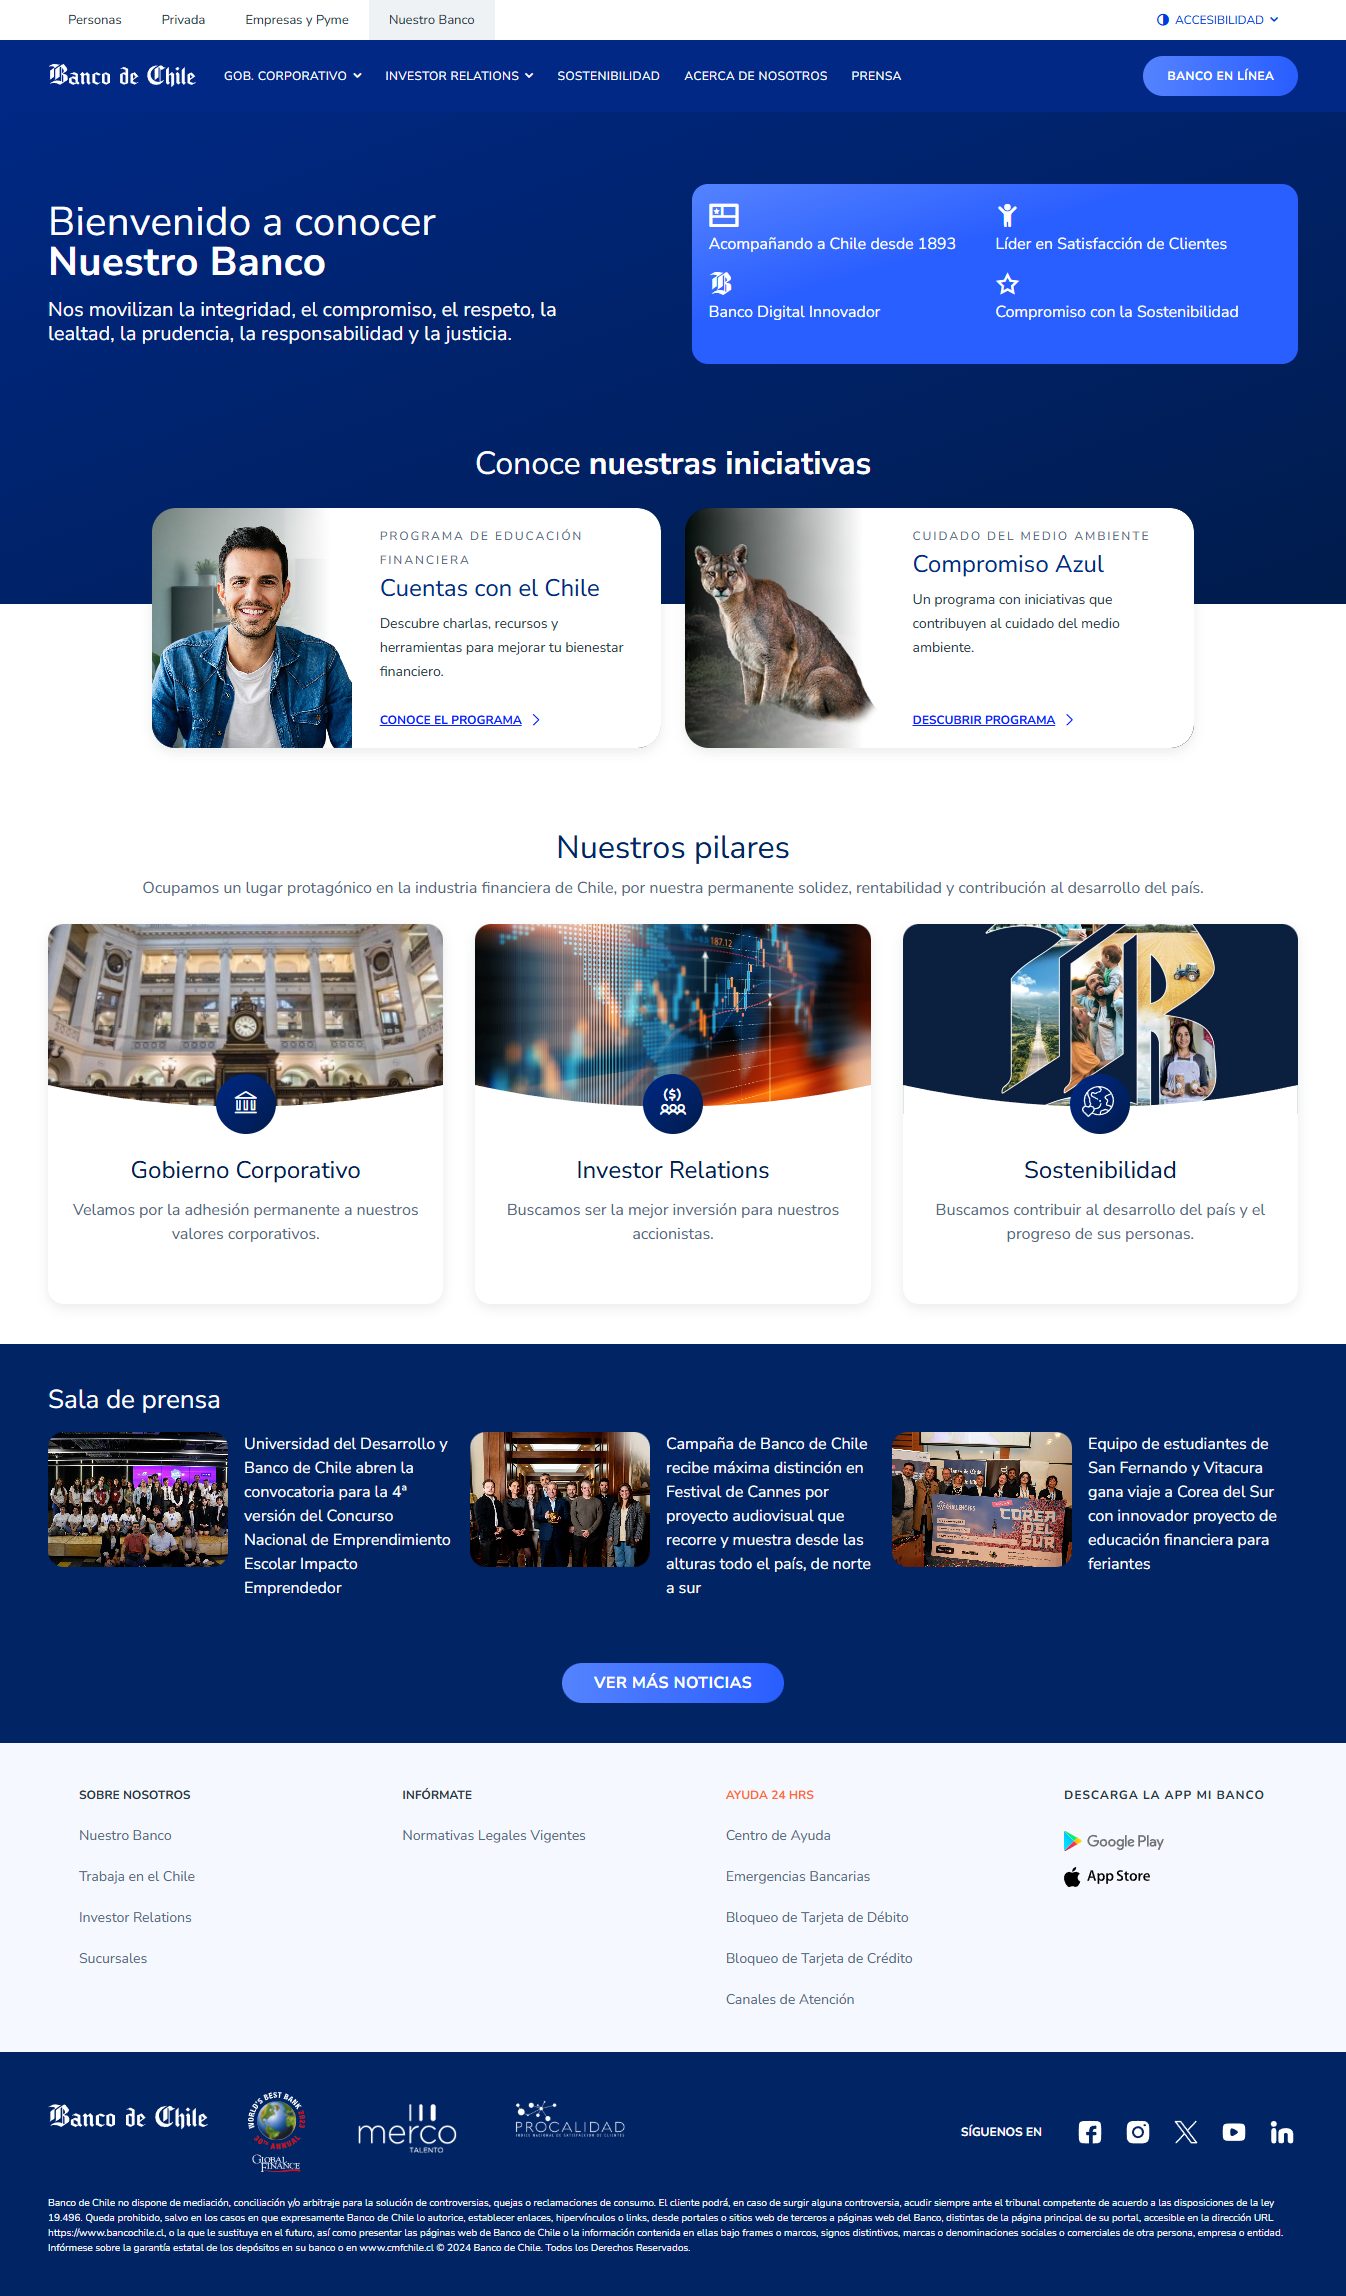 Personas
Privada
Empresas y Pyme
Nuestro Banco
ACCESIBILIDAD
Banco de Chile
GOB. CORPORATIVO
INVESTOR RELATIONS
SOSTENIBILIDAD
ACERCA DE NOSOTROS
PRENSA
BANCO EN LÍNEA
Bienvenido a conocer
Nuestro Banco
Nos movilizan la integridad, el compromiso, el respeto, la
lealtad, la prudencia, la responsabilidad y la justicia.
Acompañando a Chile desde 1893
Líder en Satisfacción de Clientes
Banco Digital Innovador
Compromiso con la Sostenibilidad
Conoce nuestras iniciativas
PROGRAMA DE EDUCACIÓN
FINANCIERA
Cuentas con el Chile
Descubre charlas, recursos y
herramientas para mejorar tu bienestar
financiero.
CONOCE EL PROGRAMA
CUIDADO DEL MEDIO AMBIENTE
Compromiso Azul
Un programa con iniciativas que
contribuyen al cuidado del medio
ambiente.
DESCUBRIR PROGRAMA
Nuestros pilares
Ocupamos un lugar protagónico en la industria financiera de Chile, por nuestra permanente solidez, rentabilidad y contribución al desarrollo del país.
187.12
Gobierno Corporativo
Velamos por la adhesión permanente a nuestros
valores corporativos.
Investor Relations
Buscamos ser la mejor inversión para nuestros
accionistas.
Sostenibilidad
Buscamos contribuir al desarrollo del país y el
progreso de sus personas.
Sala de prensa
Universidad del Desarrollo y
Banco de Chile abren la
convocatoria para la 4ª
versión del Concurso
Nacional de Emprendimiento
Escolar Impacto
Emprendedor
Campaña de Banco de Chile
recibe máxima distinción en
Festival de Cannes por
proyecto audiovisual que
recorre y muestra desde las
alturas todo el país, de norte
a sur
COREA
DEL
SUR
Equipo de estudiantes de
San Fernando y Vitacura
gana viaje a Corea del Sur
con innovador proyecto de
educación financiera para
feriantes
VER MÁS NOTICIAS
SOBRE NOSOTROS
Nuestro Banco
Trabaja en el Chile
Investor Relations
Sucursales
INFÓRMATE
Normativas Legales Vigentes
AYUDA 24 HRS
Centro de Ayuda
Emergencias Bancarias
Bloqueo de Tarjeta de Débito
Bloqueo de Tarjeta de Crédito
Canales de Atención
DESCARGA LA APP MI BANCO
Google Play
App Store
Banco de Chile
WORLD'S BEST BANK 2023
30TH ANNUAL
GLOBAL
FINANCE
merco
TALENTO
PROCALIDAD
ÍNDICE NACIONAL DE SATISFACCIÓN DE CLIENTES
SÍGUENOS EN
Banco de Chile no dispone de mediación, conciliación y/o arbitraje para la solución de controversias, quejas o reclamaciones de consumo. El cliente podrá, en caso de surgir alguna controversia, acudir siempre ante el tribunal competente de acuerdo a las disposiciones de la ley
19.496. Queda prohibido, salvo en los casos en que expresamente Banco de Chile lo autorice, establecer enlaces, hipervínculos o links, desde portales o sitios web de terceros a páginas web del Banco, distintas de la página principal de su portal, accesible en la dirección URL
https://www.bancochile.cl, o la que le sustituya en el futuro, así como presentar las páginas web de Banco de Chile o la información contenida en ellas bajo frames o marcos, signos distintivos, marcas o denominaciones sociales o comerciales de otra persona, empresa o entidad.
Infórmese sobre la garantía estatal de los depósitos en su banco o en www.cmfchile.cl © 2024 Banco de Chile. Todos los Derechos Reservados.